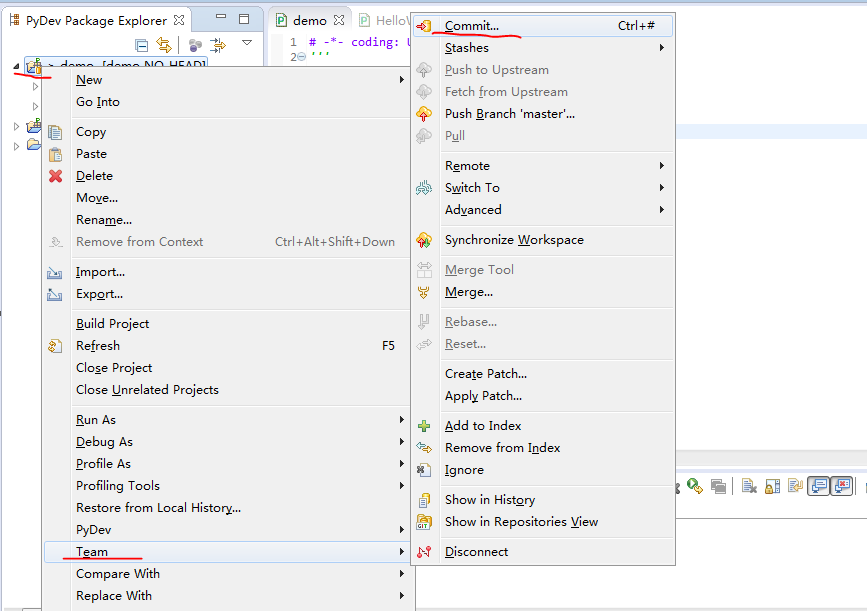 PyDev Package Explorer
demo
Hello
1 # -*- coding: U
2 '''
> demo [demo NO-HEAD]
New
Go Into
Copy
Paste
Delete
Move...
Rename...
Remove from Context Ctrl+Alt+Shift+Down
Import...
Export...
Build Project
Refresh F5
Close Project
Close Unrelated Projects
Run As
Debug As
Profile As
Profiling Tools
Restore from Local History...
PyDev
Team
Compare With
Replace With
Commit... Ctrl+#
Stashes
Push to Upstream
Fetch from Upstream
Push Branch 'master'...
Pull
Remote
Switch To
Advanced
Synchronize Workspace
Merge Tool
Merge...
Rebase...
Reset...
Create Patch...
Apply Patch...
Add to Index
Remove from Index
Ignore
Show in History
Show in Repositories View
Disconnect